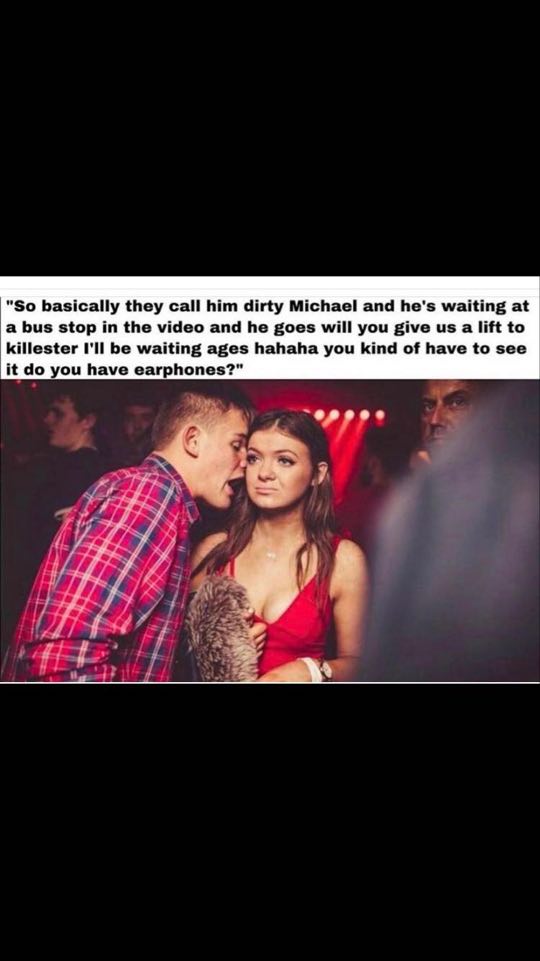 "So basically they call him dirty Michael and he's waiting at
a bus stop in the video and he goes will you give us a lift to
killester I'll be waiting ages hahaha you kind of have to see
it do you have earphones?"